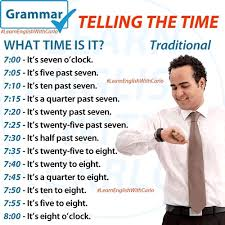 Grammar
#LearnEnglishWithCarlo
TELLING THE TIME
WHAT TIME IS IT?
Traditional
7:00 - It's seven o'clock.
#LearnEnglishWithCarlo
7:05 - It's five past seven.
7:10 - It's ten past seven.
7:15 - It's a quarter past seven.
7:20 - It's twenty past seven.
7:25 - It's twenty-five past seven.
7:30 - It's half past seven.
7:35 - It's twenty-five to eight.
7:40 - It's twenty to eight.
7:45 - It's a quarter to eight.
#LearnEnglishWithCarlo
7:50 - It's ten to eight.
7:55 - It's five to eight.
8:00 - It's eight o'clock.